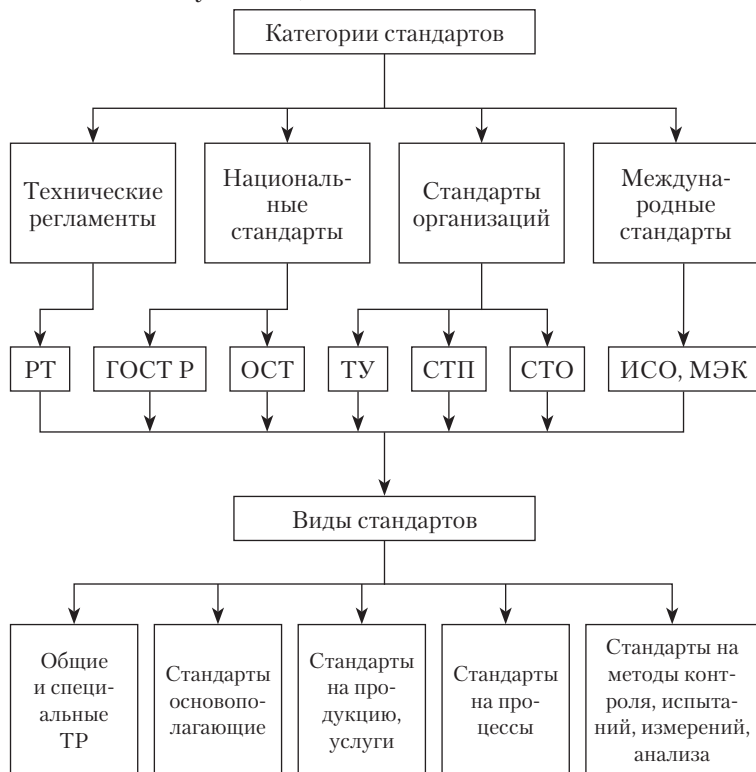 Категории стандартов
Технические
регламенты
Националь-
ные
стандарты
Стандарты
организаций
Междуна-
родные
стандарты
РТ
ГОСТ Р
ОСТ
ТУ
СТП
СТО
ИСО, МЭК
Виды стандартов
Общие
и специ-
альные
ТР
Стандарты
основопо-
лагающие
Стандарты
на про-
дукцию,
услуги
Стандарты
на про-
цессы
Стандарты на
методы конт-
роля, испыта-
ний, измерений,
анализа